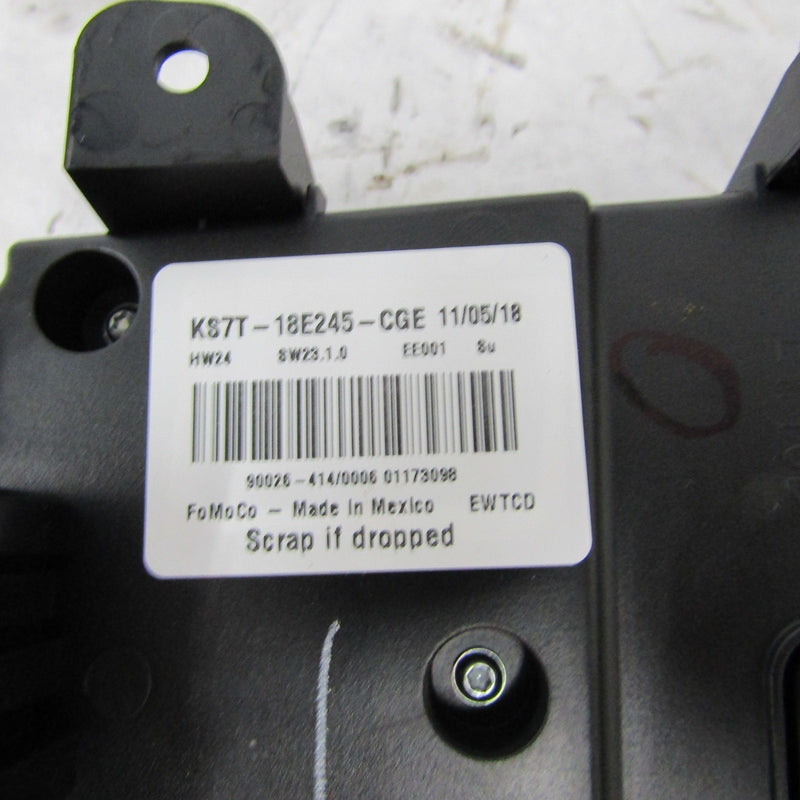 KS7T-18E245-CGE 11/05/18
HW24 SW23.1.0 EE001 Su
90026-414/0006 01173098
FoMoCo - Made in Mexico EWTCD
Scrap if dropped